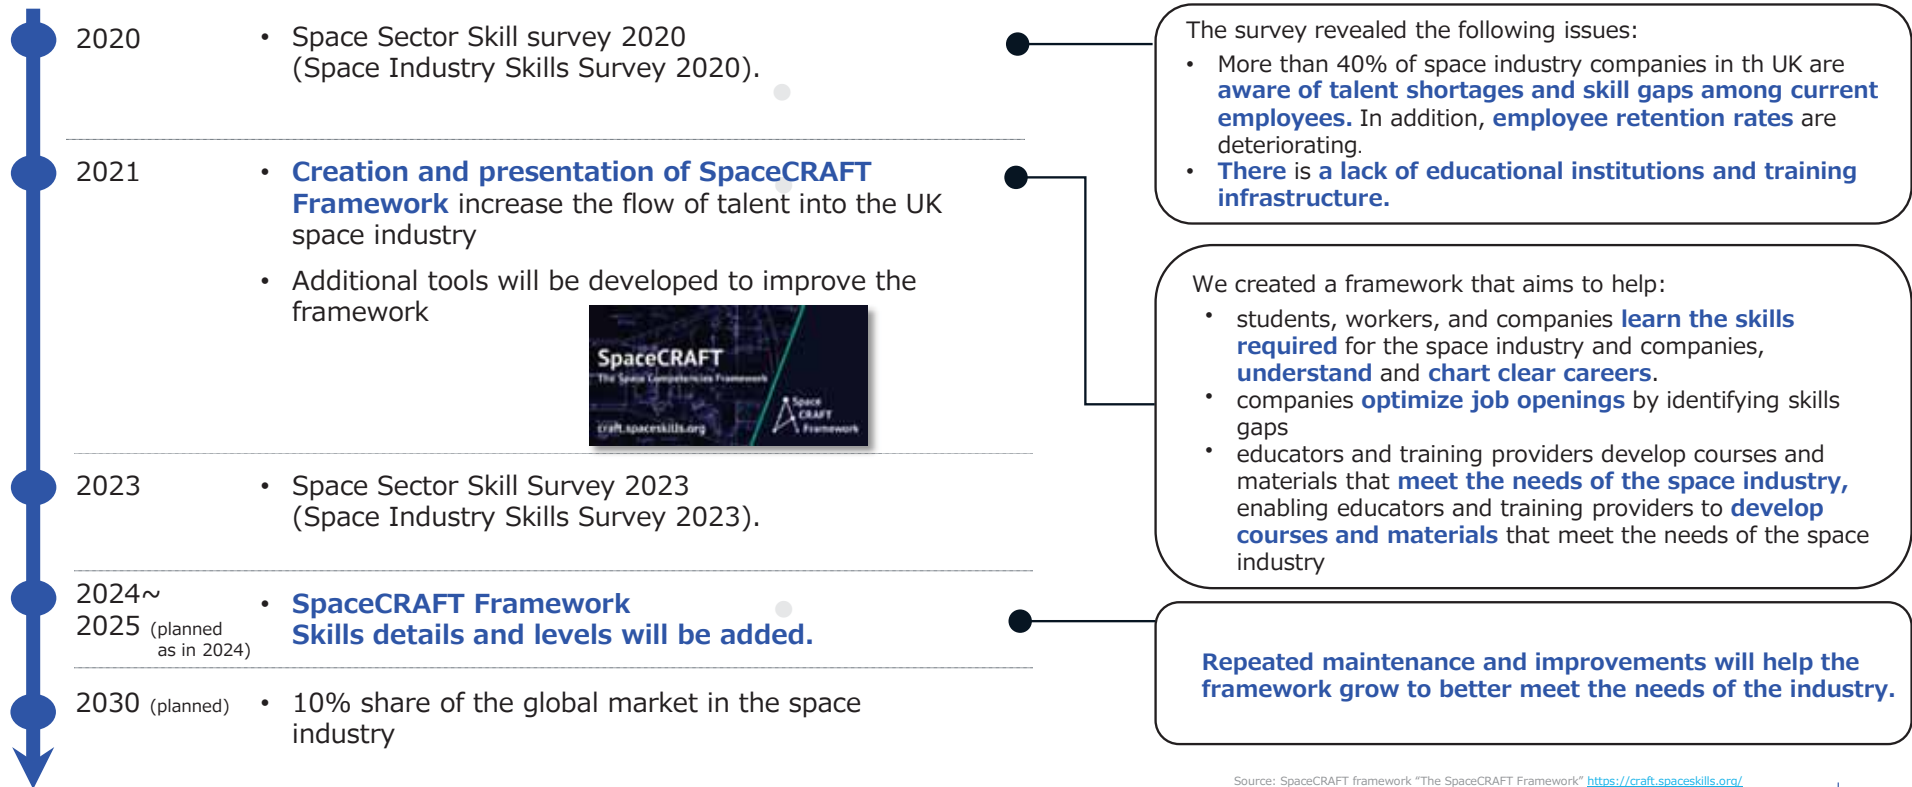 2020
• Space Sector Skill survey 2020
(Space Industry Skills Survey 2020).
The survey revealed the following issues:
• More than 40% of space industry companies in th UK are
aware of talent shortages and skill gaps among current
employees. In addition, employee retention rates are
deteriorating.
• There is a lack of educational institutions and training
infrastructure.
2021
• Creation and presentation of SpaceCRAFT
Framework increase the flow of talent into the UK
space industry
• Additional tools will be developed to improve the
framework
SpaceCRAFT
The Space Competencies Framework
craft.spaceskills.org
Space
CRAFT
Framework
We created a framework that aims to help:
• students, workers, and companies learn the skills
required for the space industry and companies,
understand and chart clear careers.
• companies optimize job openings by identifying skills
gaps
• educators and training providers develop courses and
materials that meet the needs of the space industry,
enabling educators and training providers to develop
courses and materials that meet the needs of the space
industry
2023
• Space Sector Skill Survey 2023
(Space Industry Skills Survey 2023).
2024~
2025 (planned
as in 2024)
• SpaceCRAFT Framework
Skills details and levels will be added.
Repeated maintenance and improvements will help the
framework grow to better meet the needs of the industry.
2030 (planned)
• 10% share of the global market in the space
industry
Source: SpaceCRAFT framework “The SpaceCRAFT Framework” https://craft.spaceskills.org/